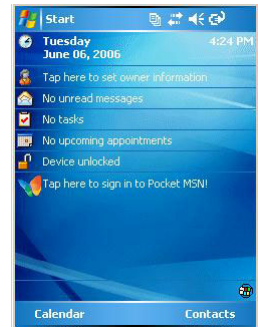 Start
Tuesday 4:24 PM
June 06, 2006
Tap here to set owner information
No unread messages
No tasks
No upcoming appointments
Device unlocked
Tap here to sign in to Pocket MSN!
Calendar Contacts